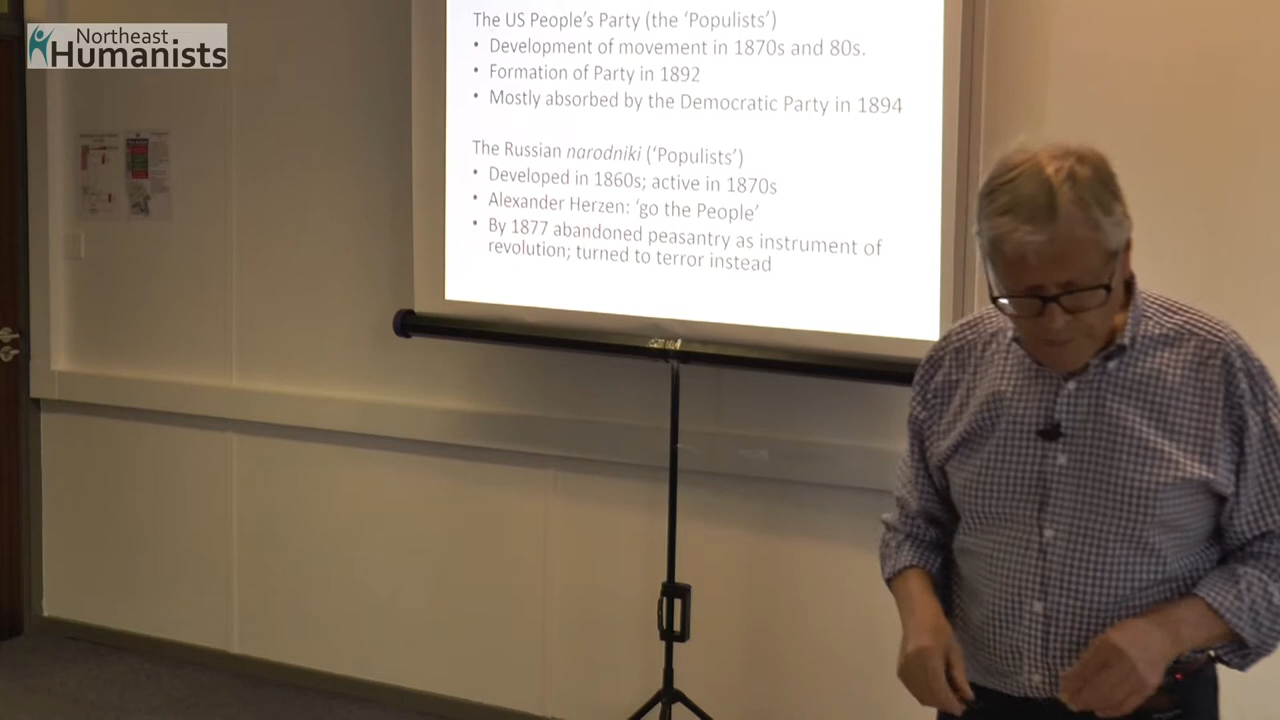 Northeast
Humanists
The US People's Party (the 'Populists')
• Development of movement in 1870s and 80s.
• Formation of Party in 1892
• Mostly absorbed by the Democratic Party in 1894
The Russian narodniki ('Populists')
• Developed in 1860s; active in 1870s
• Alexander Herzen: 'go the People'
• By 1877 abandoned peasantry as instrument of
revolution; turned to terror instead